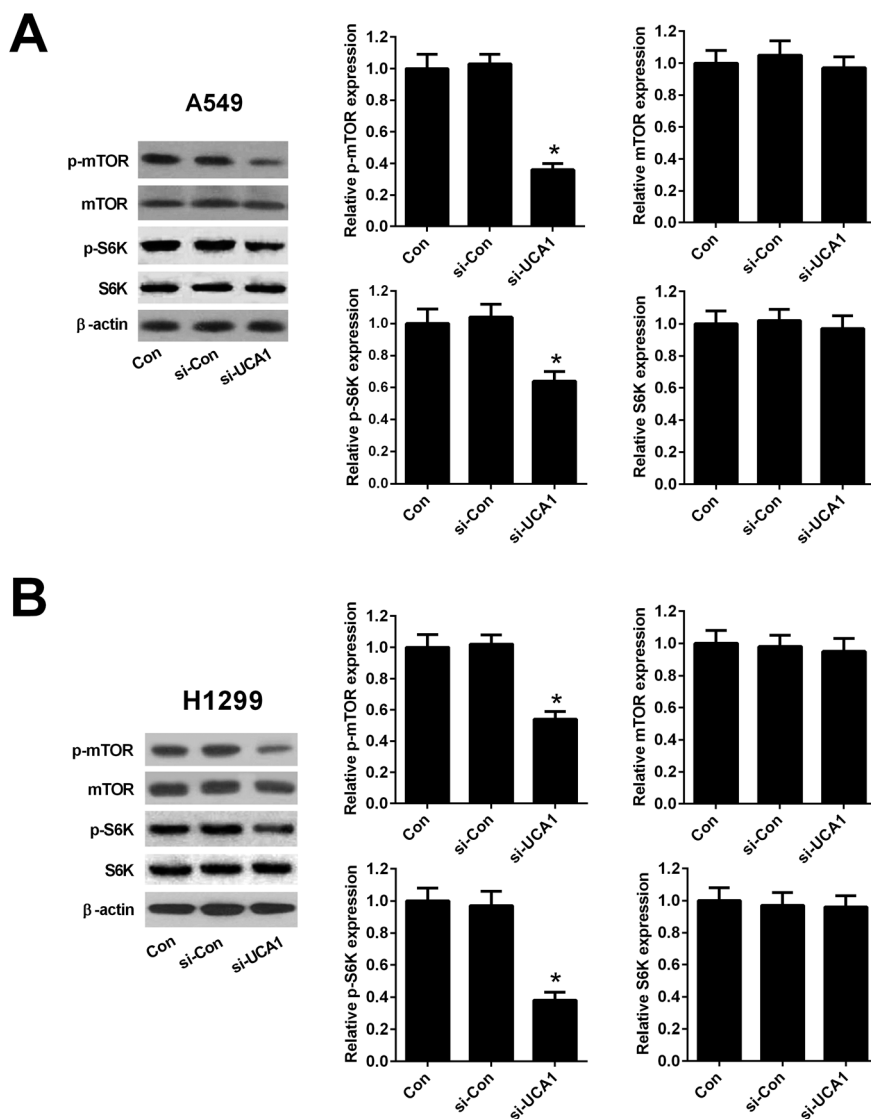 A
A549
p-mTOR
mTOR
p-S6K
S6K
β-actin
Con
si-Con
si-UCA1
Relative p-mTOR expression
1.2
1.0
0.8
0.6
0.4
0.2
0.0
*
Con
si-Con
si-UCA1
Relative mTOR expression
1.2
1.0
0.8
0.6
0.4
0.2
0.0
Con
si-Con
si-UCA1
Relative p-S6K expression
1.2
1.0
0.8
0.6
0.4
0.2
0.0
*
Con
si-Con
si-UCA1
Relative S6K expression
1.2
1.0
0.8
0.6
0.4
0.2
0.0
Con
si-Con
si-UCA1
B
H1299
p-mTOR
mTOR
p-S6K
S6K
β-actin
Con
si-Con
si-UCA1
Relative p-mTOR expression
1.2
1.0
0.8
0.6
0.4
0.2
0.0
*
Con
si-Con
si-UCA1
Relative mTOR expression
1.2
1.0
0.8
0.6
0.4
0.2
0.0
Con
si-Con
si-UCA1
Relative p-S6K expression
1.2
1.0
0.8
0.6
0.4
0.2
0.0
*
Con
si-Con
si-UCA1
Relative S6K expression
1.2
1.0
0.8
0.6
0.4
0.2
0.0
Con
si-Con
si-UCA1